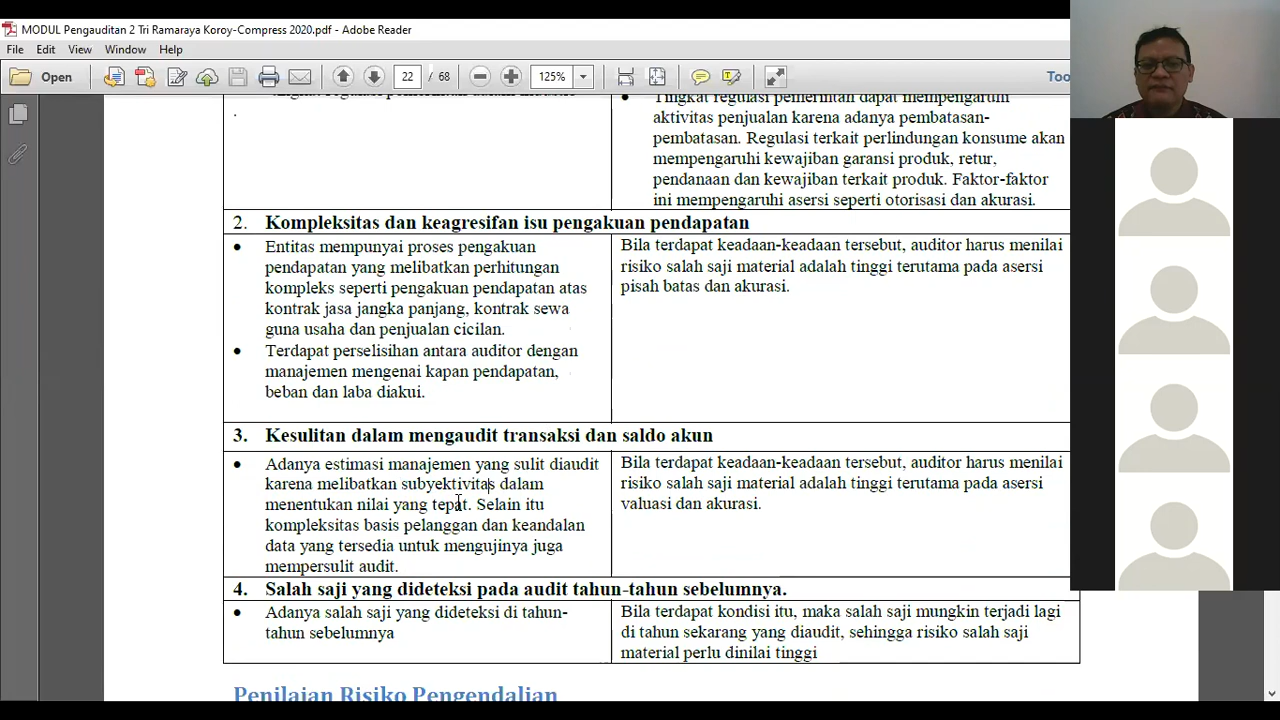 MODUL Pengauditan 2 Tri Ramaraya Koroy-Compress 2020.pdf - Adobe Reader
File Edit View Window Help
Open 22 / 68 125% Too
.
Tingkat regulasi pemerintah dapat mempengaruhi
aktivitas penjualan karena adanya pembatasan-
pembatasan. Regulasi terkait perlindungan konsume akan
mempengaruhi kewajiban garansi produk, retur,
pendanaan dan kewajiban terkait produk. Faktor-faktor
ini mempengaruhi asersi seperti otorisasi dan akurasi.
2. Kompleksitas dan keagresifan isu pengakuan pendapatan
• Entitas mempunyai proses pengakuan
pendapatan yang melibatkan perhitungan
kompleks seperti pengakuan pendapatan atas
kontrak jasa jangka panjang, kontrak sewa
guna usaha dan penjualan cicilan.
• Terdapat perselisihan antara auditor dengan
manajemen mengenai kapan pendapatan,
beban dan laba diakui.
Bila terdapat keadaan-keadaan tersebut, auditor harus menilai
risiko salah saji material adalah tinggi terutama pada asersi
pisah batas dan akurasi.
3. Kesulitan dalam mengaudit transaksi dan saldo akun
• Adanya estimasi manajemen yang sulit diaudit
karena melibatkan subyektivitas dalam
menentukan nilai yang tepat. Selain itu
kompleksitas basis pelanggan dan keandalan
data yang tersedia untuk mengujinya juga
mempersulit audit.
Bila terdapat keadaan-keadaan tersebut, auditor harus menilai
risiko salah saji material adalah tinggi terutama pada asersi
valuasi dan akurasi.
4. Salah saji yang dideteksi pada audit tahun-tahun sebelumnya.
• Adanya salah saji yang dideteksi di tahun-
tahun sebelumnya
Bila terdapat kondisi itu, maka salah saji mungkin terjadi lagi
di tahun sekarang yang diaudit, sehingga risiko salah saji
material perlu dinilai tinggi
Penilaian Risiko Pengendalian